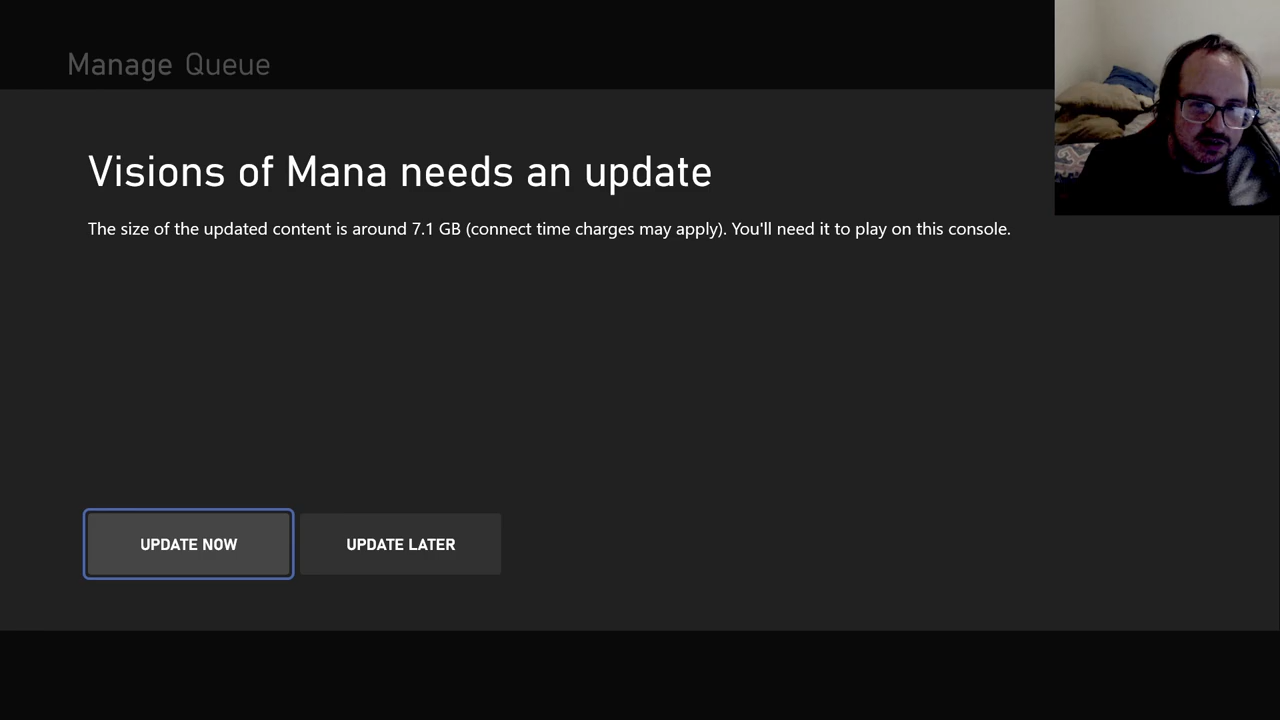 Manage Queue
Visions of Mana needs an update
The size of the updated content is around 7.1 GB (connect time charges may apply). You'll need it to play on this console.
UPDATE NOW
UPDATE LATER